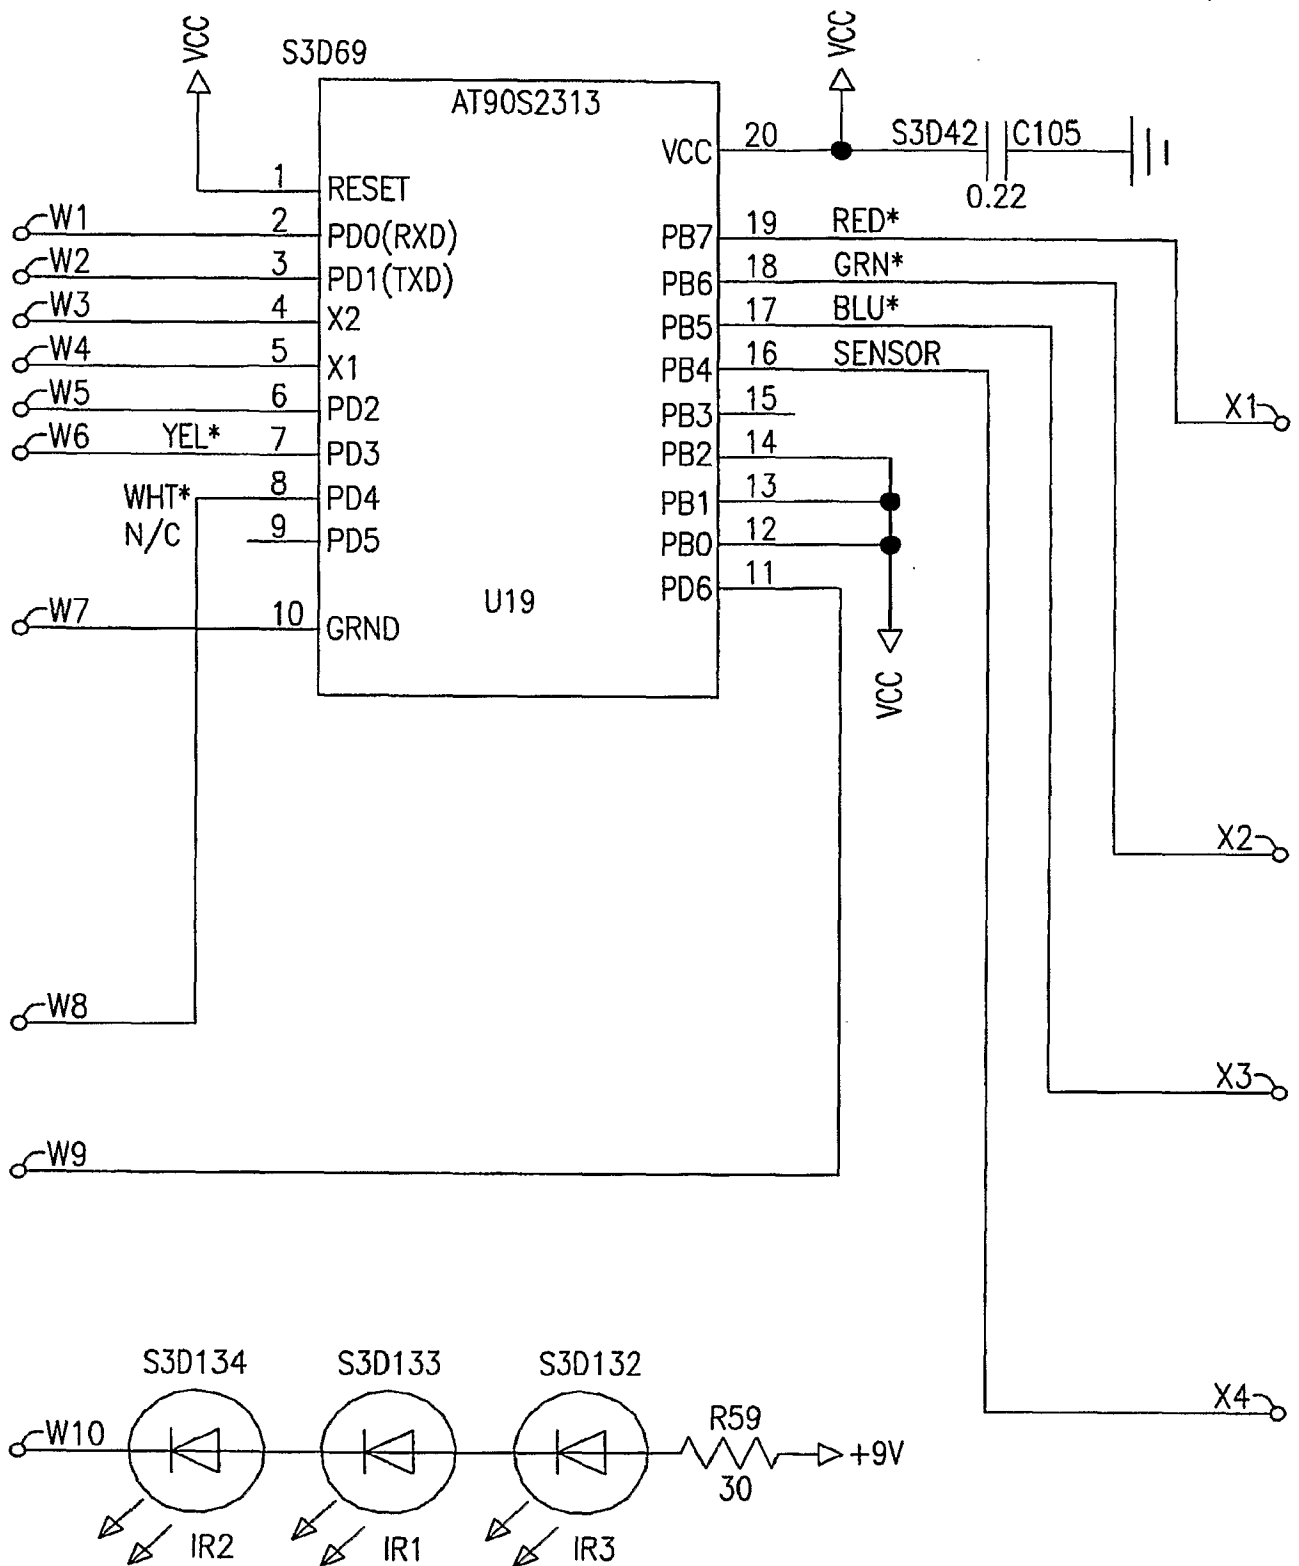 VCC
VCC
S3D69
AT90S2313
VCC 20
S3D42 C105
0.22
1 RESET
W1 2 PD0(RXD)
PB7 19 RED*
W2 3 PD1(TXD)
PB6 18 GRN*
W3 4 X2
PB5 17 BLU*
W4 5 X1
PB4 16 SENSOR
W5 6 PD2
PB3 15
X1
W6 YEL* 7 PD3
PB2 14
WHT* 8 PD4
PB1 13
N/C 9 PD5
PB0 12
PD6 11
U19
W7 10 GRND
VCC
X2
W8
X3
W9
S3D134 S3D133 S3D132
X4
W10
R59
30
+9V
IR2 IR1 IR3